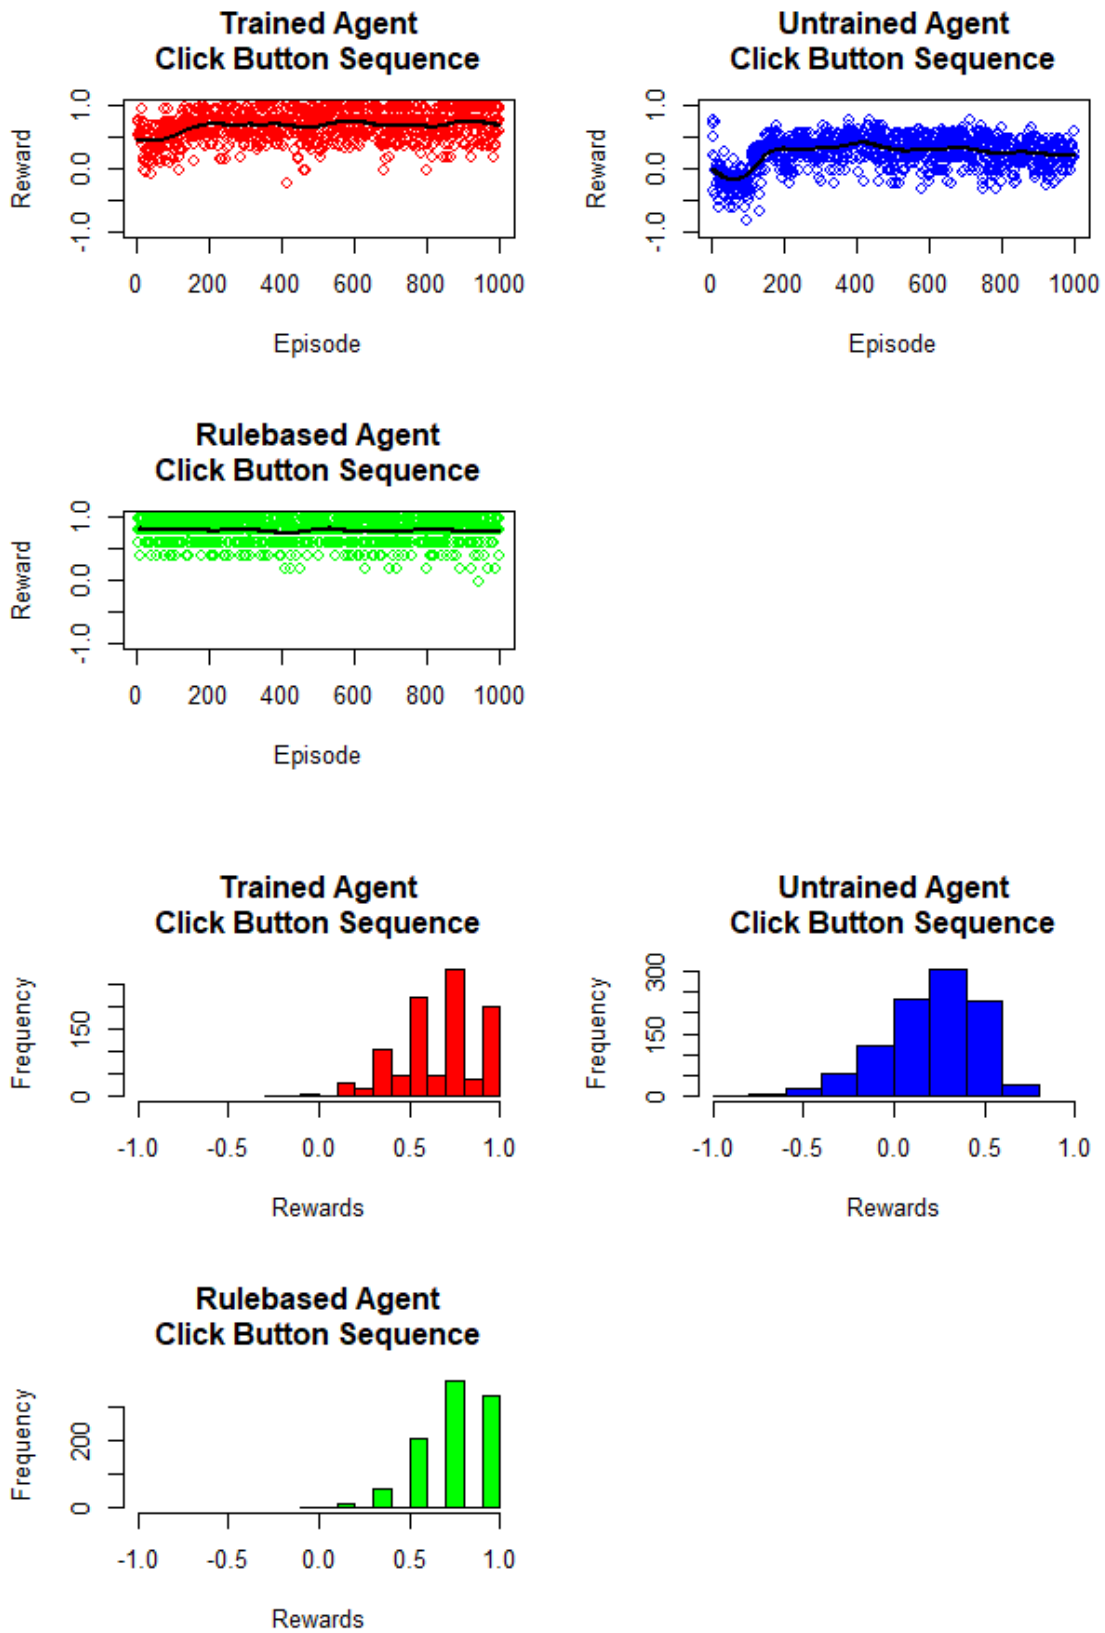 Trained Agent
Click Button Sequence
Reward
1.0
0.0
-1.0
0 200 400 600 800 1000
Episode
Untrained Agent
Click Button Sequence
Reward
1.0
0.0
-1.0
0 200 400 600 800 1000
Episode
Rulebased Agent
Click Button Sequence
Reward
1.0
0.0
-1.0
0 200 400 600 800 1000
Episode
Trained Agent
Click Button Sequence
Frequency
150
0
-1.0 -0.5 0.0 0.5 1.0
Rewards
Untrained Agent
Click Button Sequence
Frequency
300
150
0
-1.0 -0.5 0.0 0.5 1.0
Rewards
Rulebased Agent
Click Button Sequence
Frequency
200
0
-1.0 -0.5 0.0 0.5 1.0
Rewards